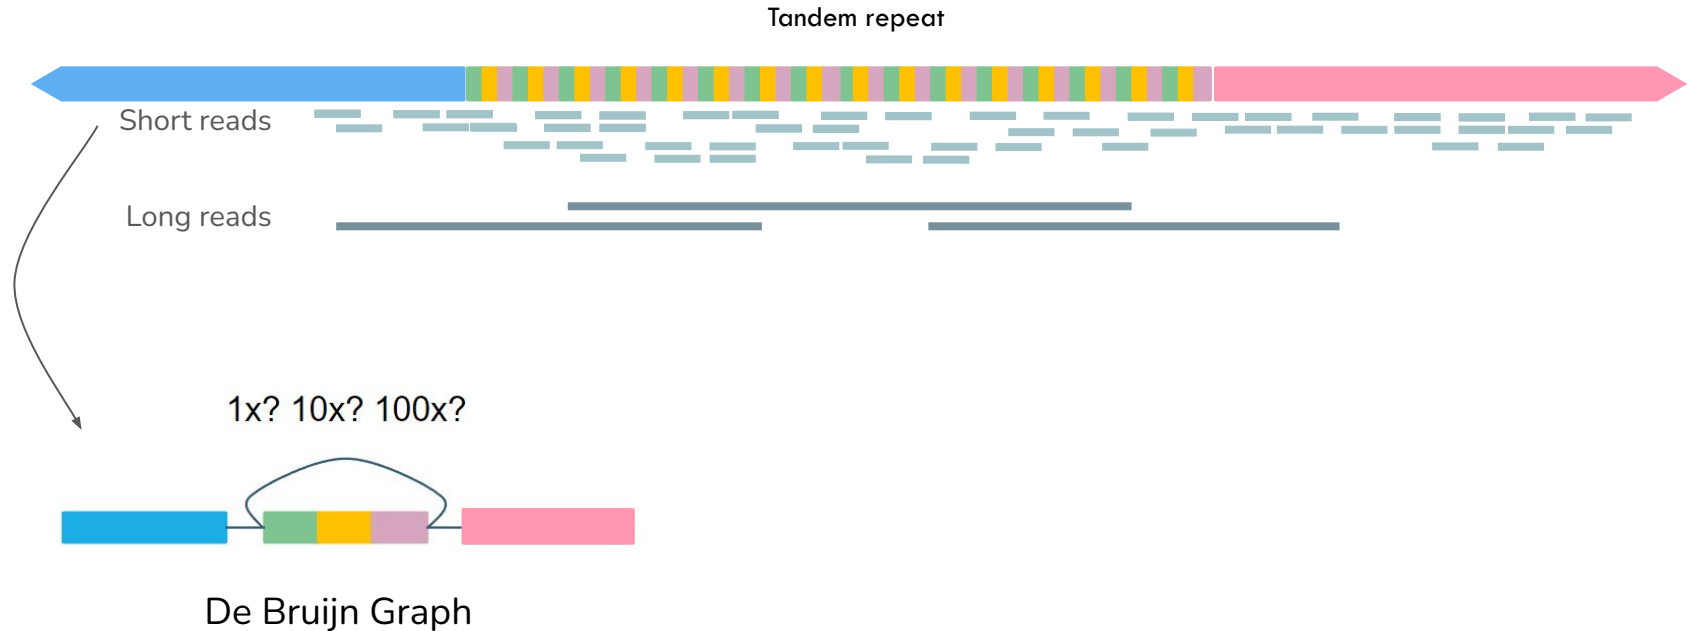 Tandem repeat
Short reads
Long reads
1x? 10x? 100x?
De Bruijn Graph